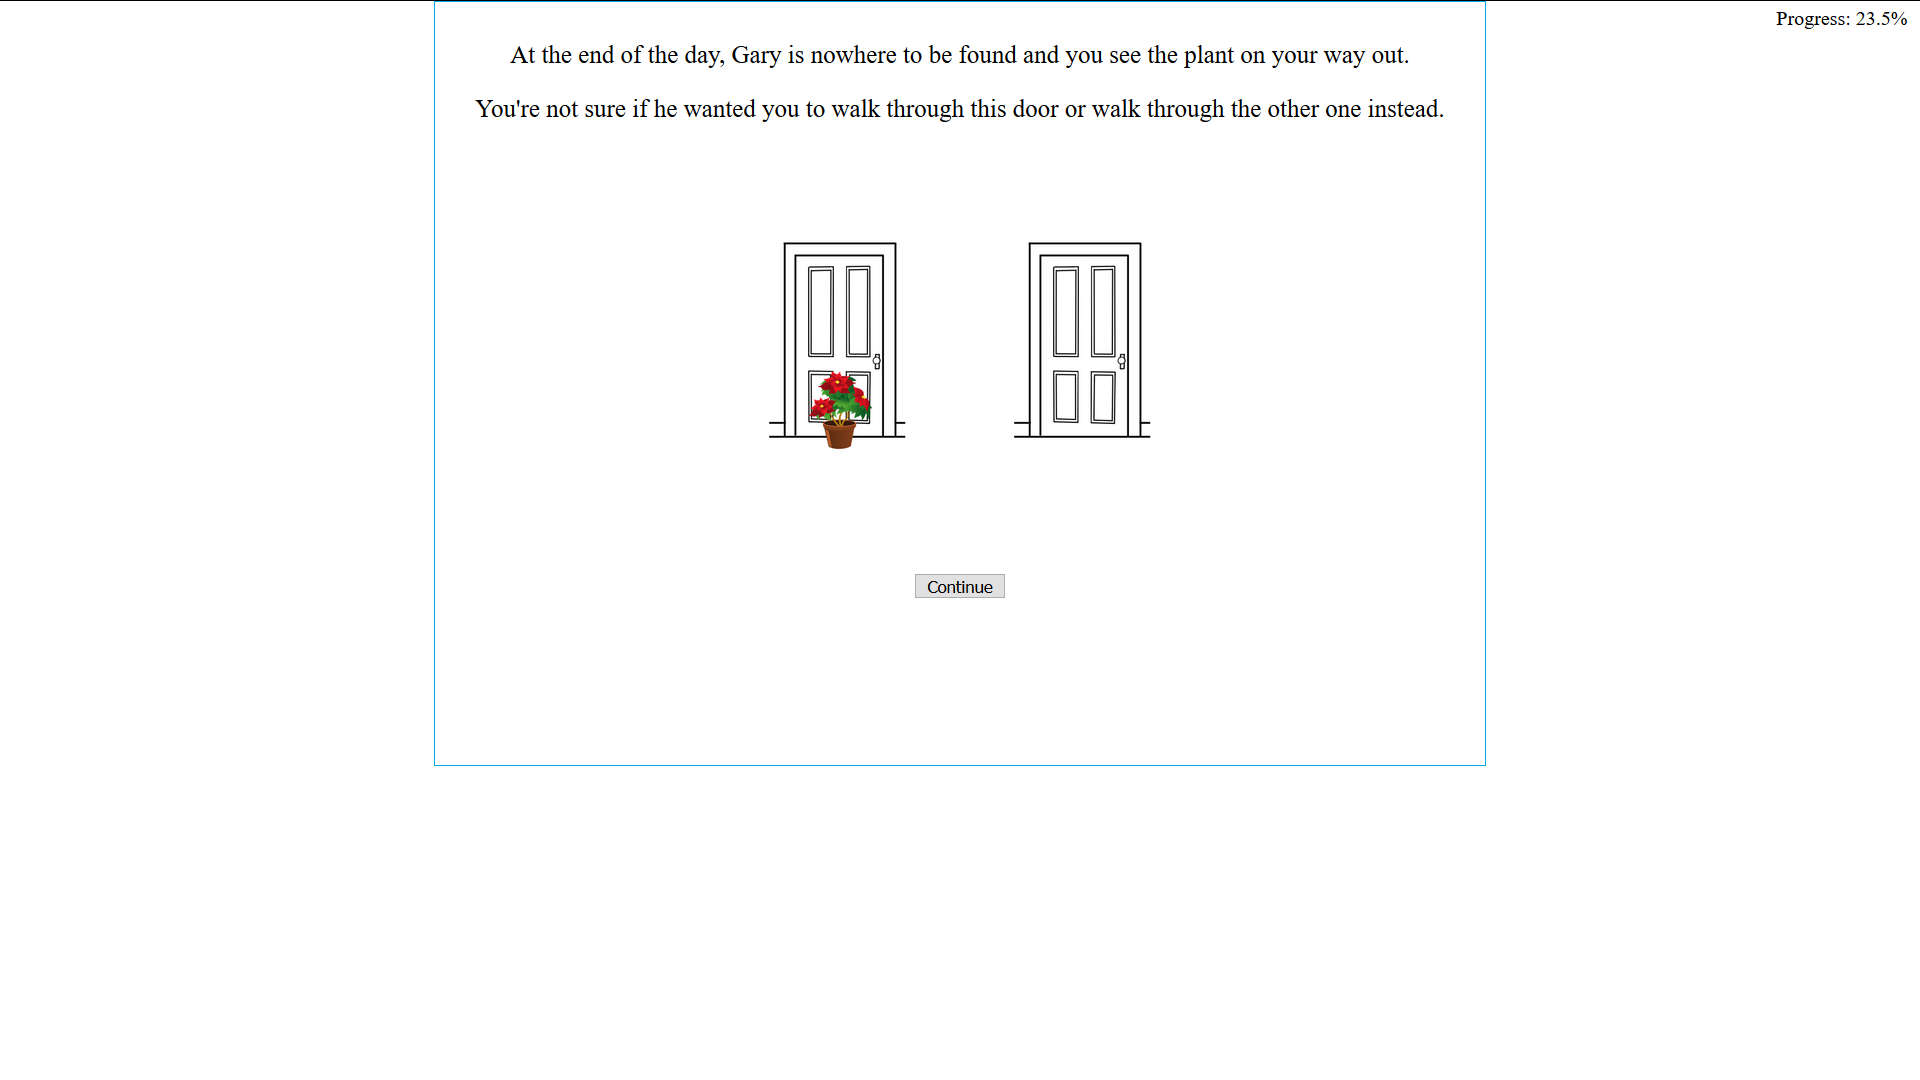 Progress: 23.5%
At the end of the day, Gary is nowhere to be found and you see the plant on your way out.
You're not sure if he wanted you to walk through this door or walk through the other one instead.
Continue